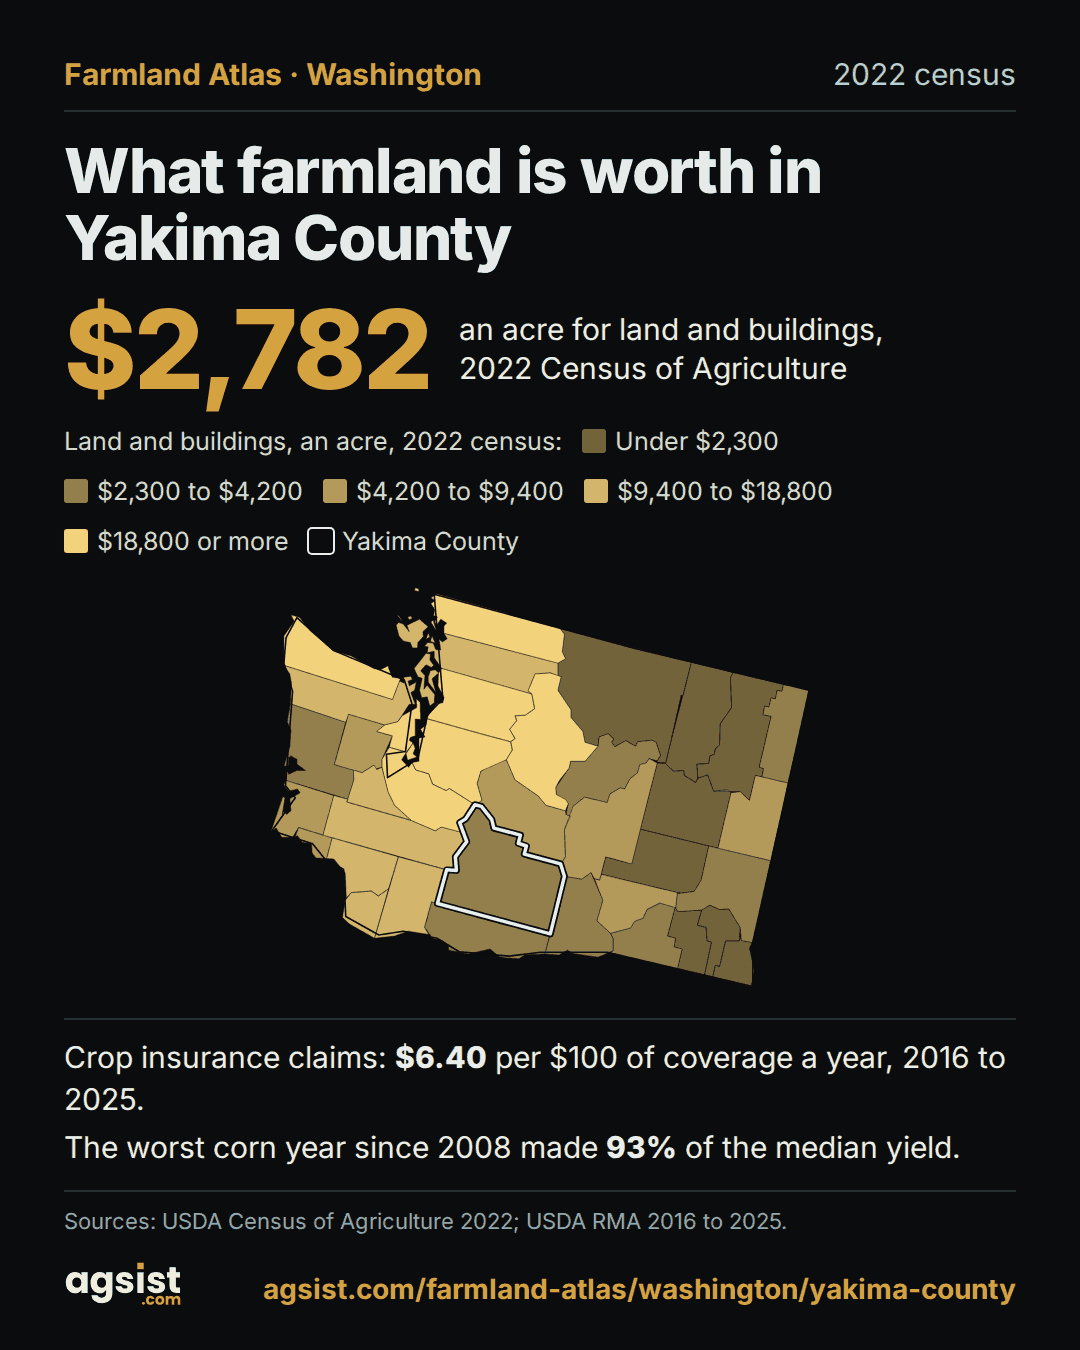 Farmland Atlas · Washington
2022 census
What farmland is worth in
Yakima County
$2,782
an acre for land and buildings,
2022 Census of Agriculture
Land and buildings, an acre, 2022 census: Under $2,300
$2,300 to $4,200 $4,200 to $9,400 $9,400 to $18,800
$18,800 or more Yakima County
Crop insurance claims: $6.40 per $100 of coverage a year, 2016 to
2025.
The worst corn year since 2008 made 93% of the median yield.
Sources: USDA Census of Agriculture 2022; USDA RMA 2016 to 2025.
agsist
.com
agsist.com/farmland-atlas/washington/yakima-county